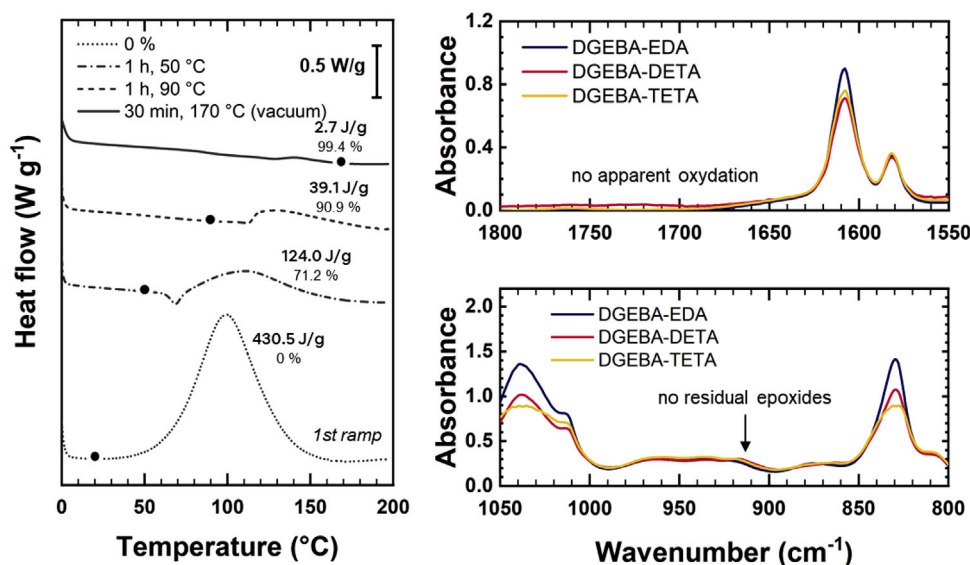 0 %
1 h, 50 °C
1 h, 90 °C
30 min, 170 °C (vacuum)
0.5 W/g
2.7 J/g
99.4 %
39.1 J/g
90.9 %
124.0 J/g
71.2 %
430.5 J/g
0 %
1st ramp
Heat flow (W g-1)
0 50 100 150 200
Temperature (°C)
DGEBA-EDA
DGEBA-DETA
DGEBA-TETA
no apparent oxydation
Absorbance
1.2
0.8
0.4
0.0
1800 1750 1700 1650 1600 1550
DGEBA-EDA
DGEBA-DETA
DGEBA-TETA
no residual epoxides
Absorbance
2.0
1.5
1.0
0.5
0.0
1050 1000 950 900 850 800
Wavenumber (cm-1)